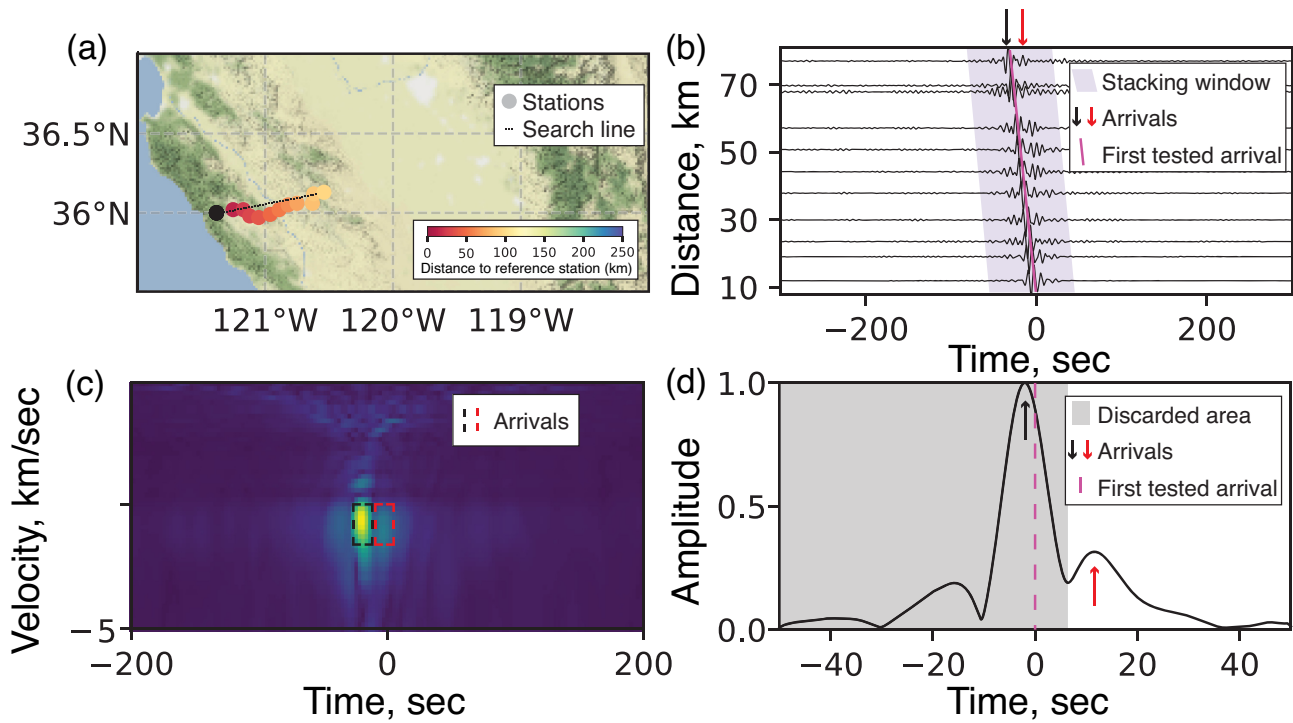 (a)
36.5°N
36°N
121°W 120°W 119°W
Stations
Search line
0 50 100 150 200 250
Distance to reference station (km)
(b)
Distance, km
70
50
30
10
−200 0 200
Time, sec
Stacking window
Arrivals
First tested arrival
(c)
Velocity, km/sec
−5
−200 0 200
Time, sec
Arrivals
(d)
Amplitude
1.0
0.5
0.0
−40 −20 0 20 40
Time, sec
Discarded area
Arrivals
First tested arrival